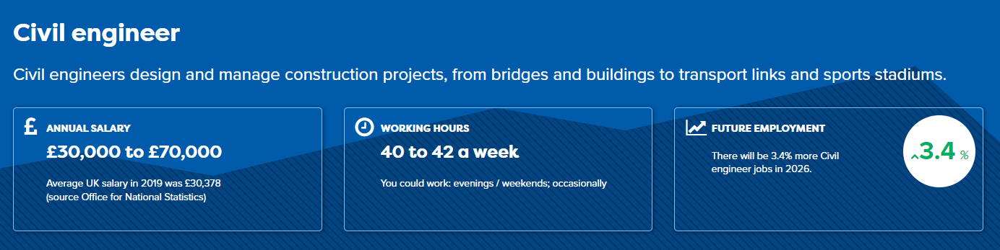 Civil engineer
Civil engineers design and manage construction projects, from bridges and buildings to transport links and sports stadiums.
£ ANNUAL SALARY
£30,000 to £70,000
Average UK salary in 2019 was £30,378
(source Office for National Statistics)
WORKING HOURS
40 to 42 a week
You could work: evenings / weekends; occasionally
FUTURE EMPLOYMENT
There will be 3.4% more Civil
engineer jobs in 2026.
3.4 %